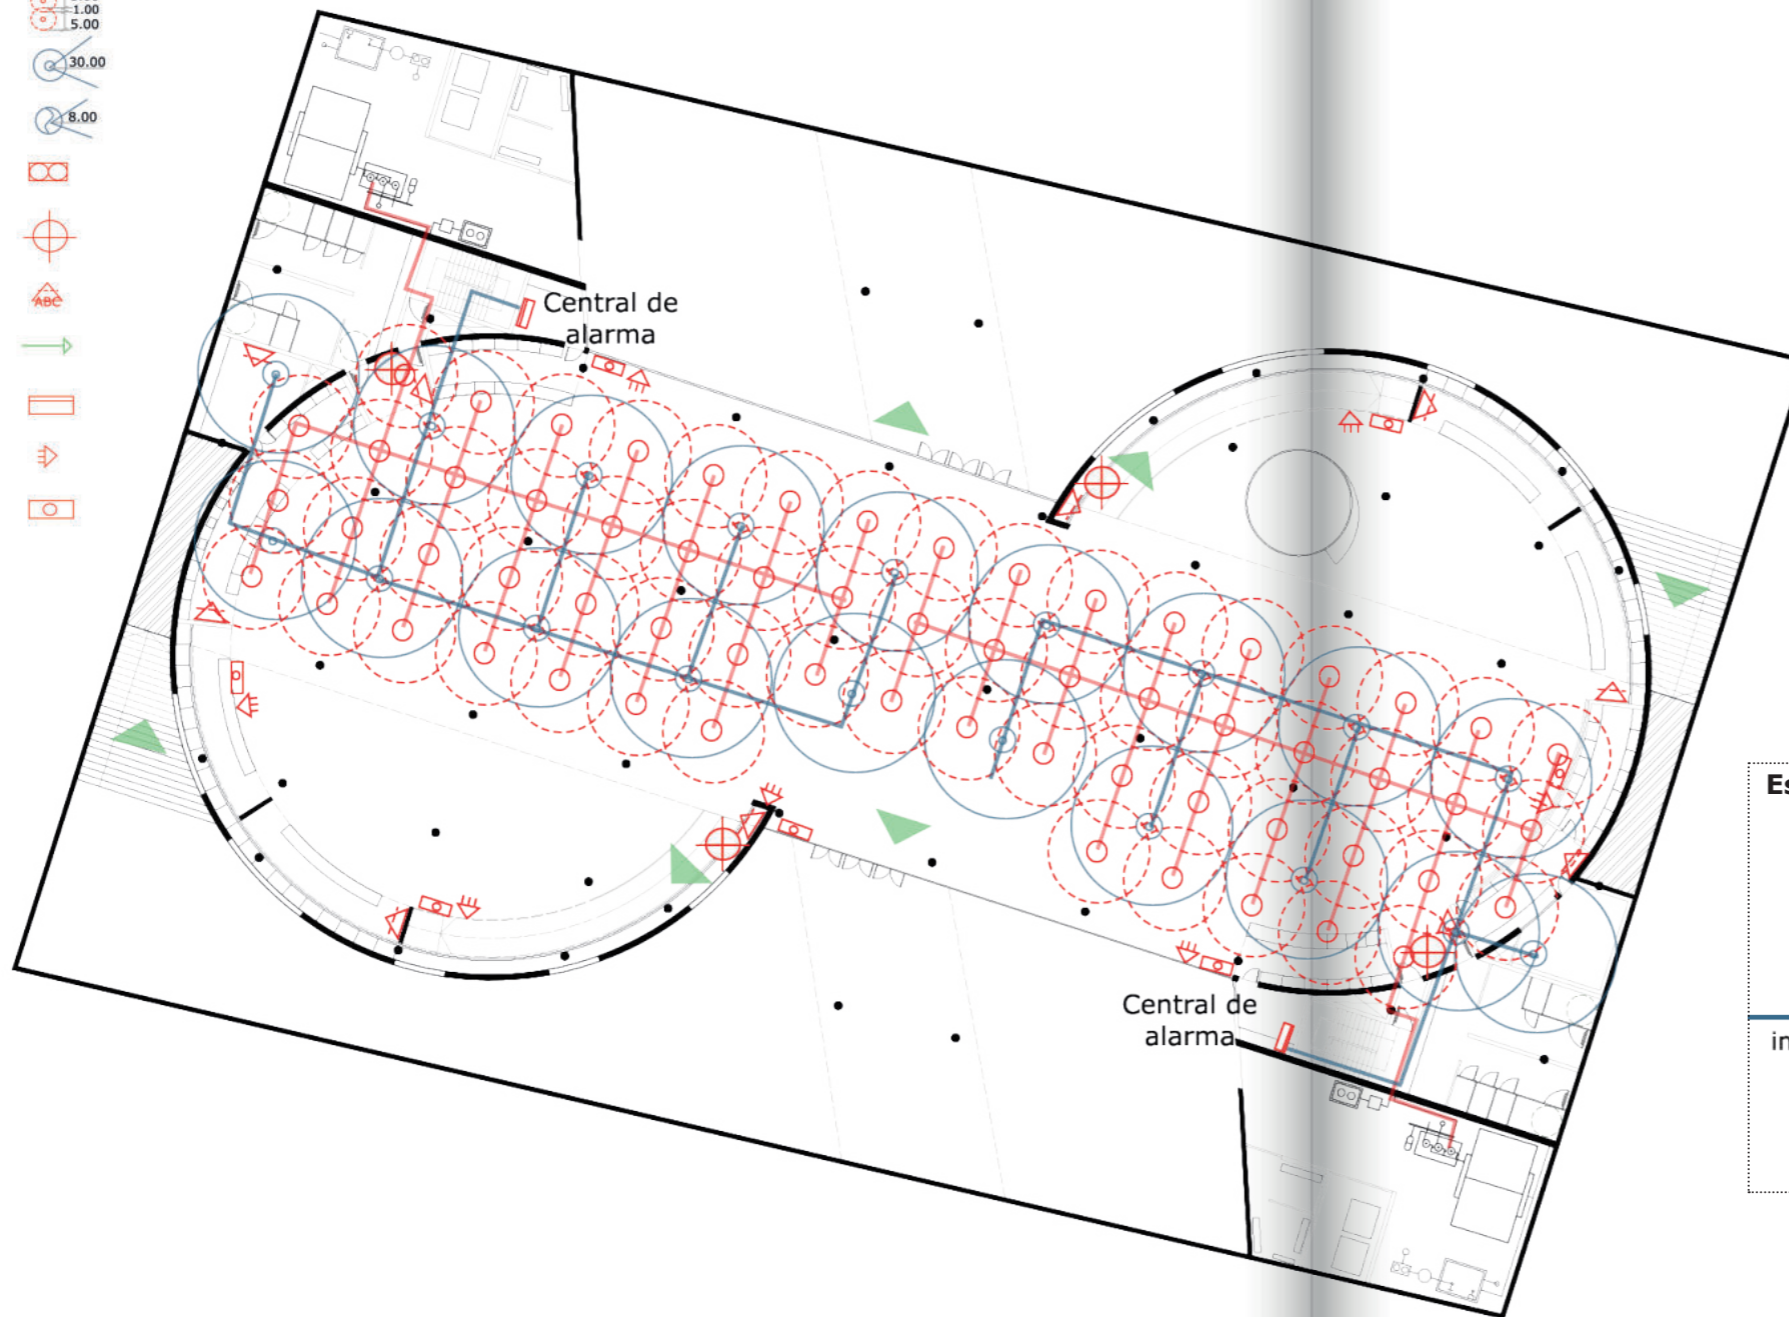 1.00
5.00
30.00
8.00
ABC
Central de
alarma
Central de
alarma
Es
in